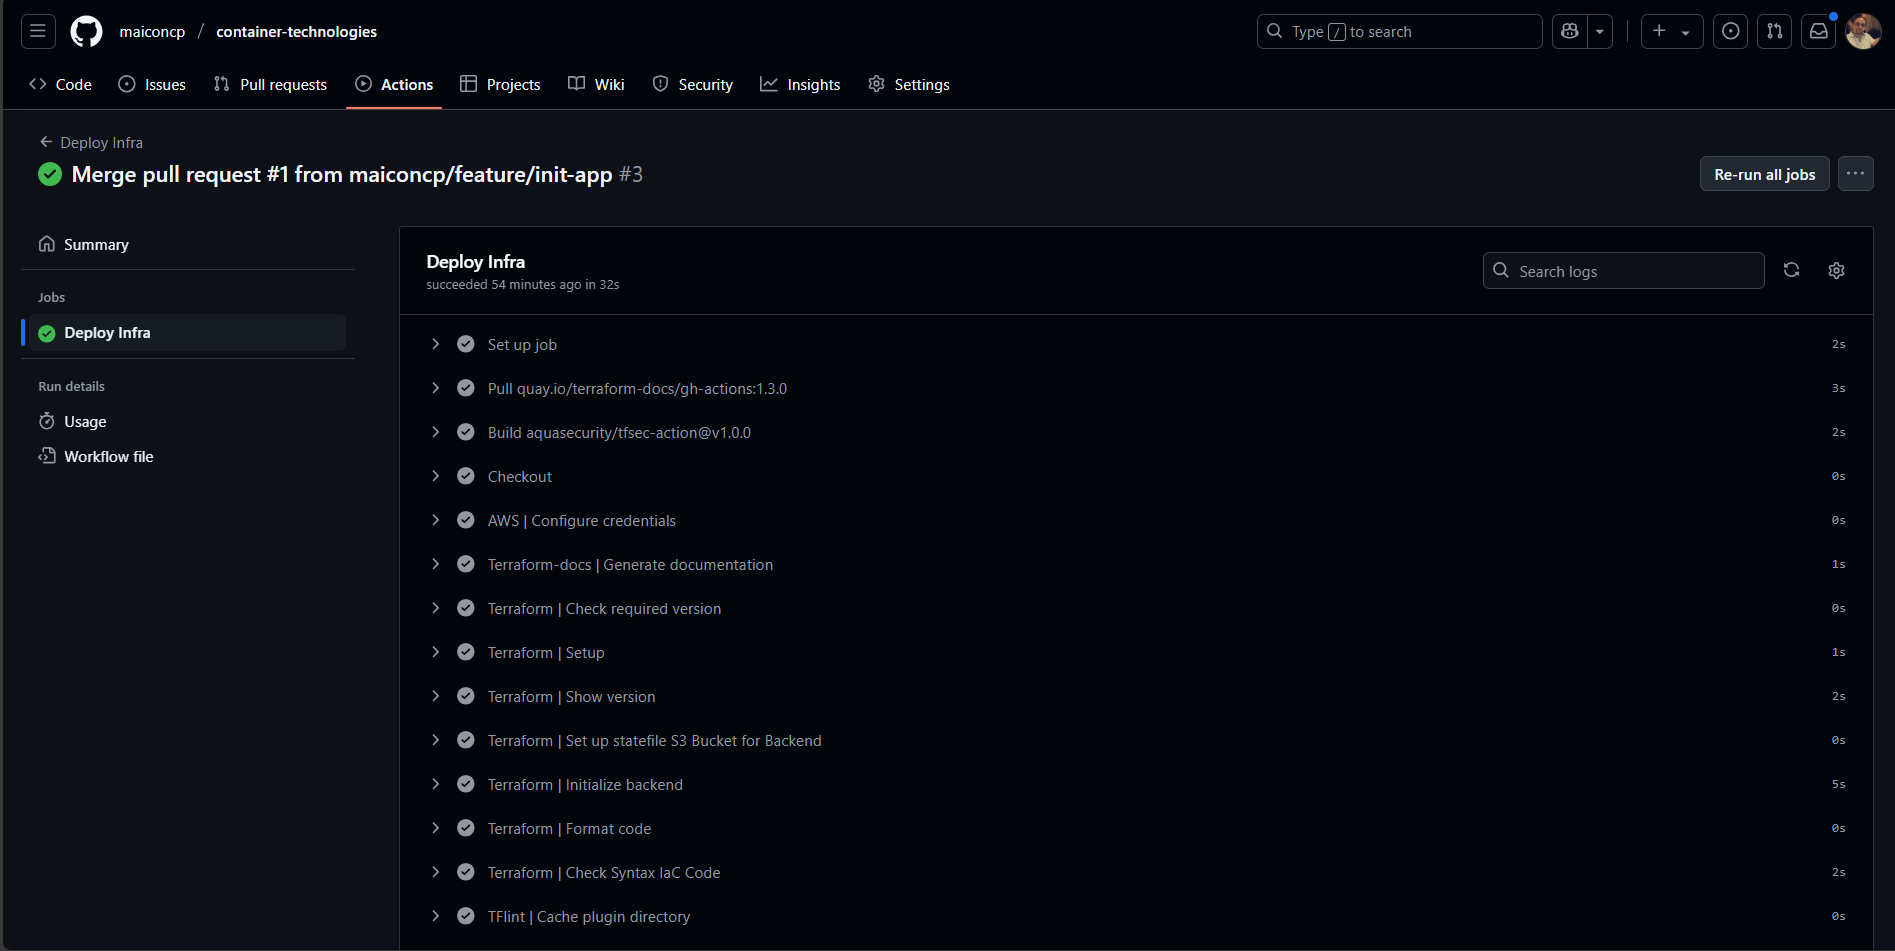 maiconcp / container-technologies
Type / to search
Code
Issues
Pull requests
Actions
Projects
Wiki
Security
Insights
Settings
Deploy Infra
Merge pull request #1 from maiconcp/feature/init-app #3
Re-run all jobs
Summary
Jobs
Deploy Infra
Run details
Usage
Workflow file
Deploy Infra
succeeded 54 minutes ago in 32s
Search logs
Set up job 2s
Pull quay.io/terraform-docs/gh-actions:1.3.0 3s
Build aquasecurity/tfsec-action@v1.0.0 2s
Checkout 0s
AWS | Configure credentials 0s
Terraform-docs | Generate documentation 1s
Terraform | Check required version 0s
Terraform | Setup 1s
Terraform | Show version 2s
Terraform | Set up statefile S3 Bucket for Backend 0s
Terraform | Initialize backend 5s
Terraform | Format code 0s
Terraform | Check Syntax IaC Code 2s
TFlint | Cache plugin directory 0s